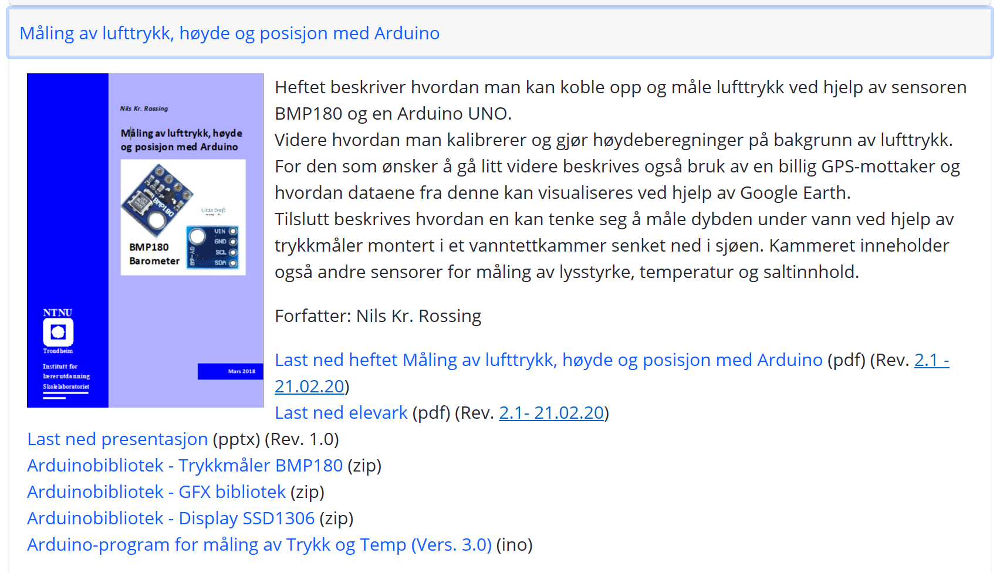 Måling av lufttrykk, høyde og posisjon med Arduino
Nils Kr. Rossing
Måling av lufttrykk, høyde
og posisjon med Arduino
BMP180
BMP180
Barometer
VIN
GND
SCL
SDA
GY-68
NTNU
Trondheim
Institutt for
lærerutdanning
Skolelaboratoriet
Mars 2018
Heftet beskriver hvordan man kan koble opp og måle lufttrykk ved hjelp av sensoren
BMP180 og en Arduino UNO.
Videre hvordan man kalibrerer og gjør høydeberegninger på bakgrunn av lufttrykk.
For den som ønsker å gå litt videre beskrives også bruk av en billig GPS-mottaker og
hvordan dataene fra denne kan visualiseres ved hjelp av Google Earth.
Tilslutt beskrives hvordan en kan tenke seg å måle dybden under vann ved hjelp av
trykkmåler montert i et vanntettkammer senket ned i sjøen. Kammeret inneholder
også andre sensorer for måling av lysstyrke, temperatur og saltinnhold.
Forfatter: Nils Kr. Rossing
Last ned heftet Måling av lufttrykk, høyde og posisjon med Arduino (pdf) (Rev. 2.1 -
21.02.20)
Last ned elevark (pdf) (Rev. 2.1- 21.02.20)
Last ned presentasjon (pptx) (Rev. 1.0)
Arduinobibliotek - Trykkmåler BMP180 (zip)
Arduinobibliotek - GFX bibliotek (zip)
Arduinobibliotek - Display SSD1306 (zip)
Arduino-program for måling av Trykk og Temp (Vers. 3.0) (ino)